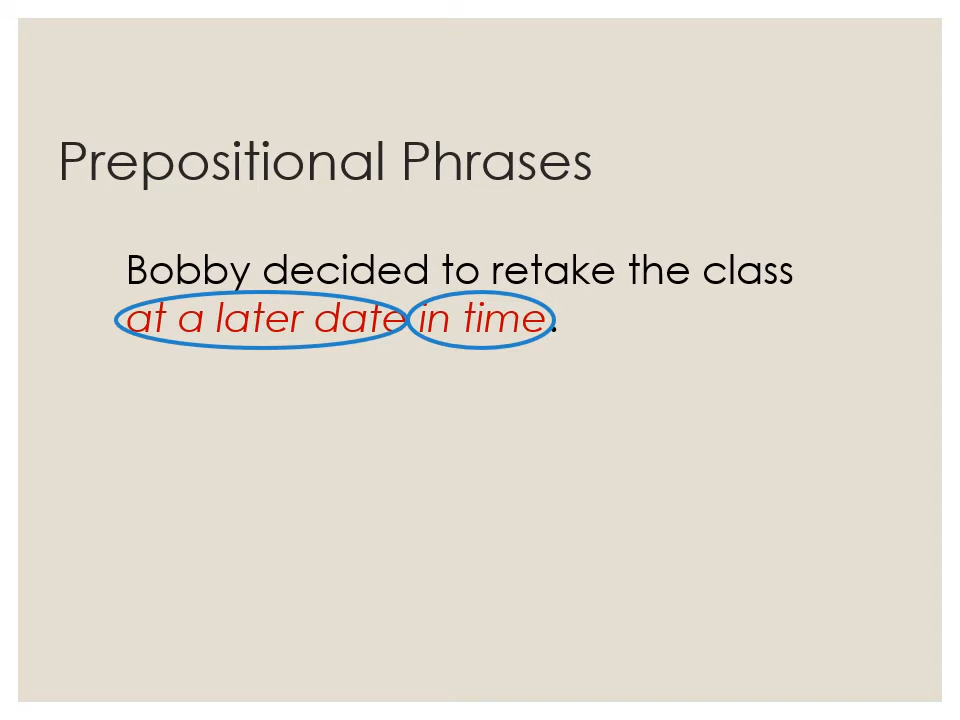 Prepositional Phrases
Bobby decided to retake the class
at a later date in time.